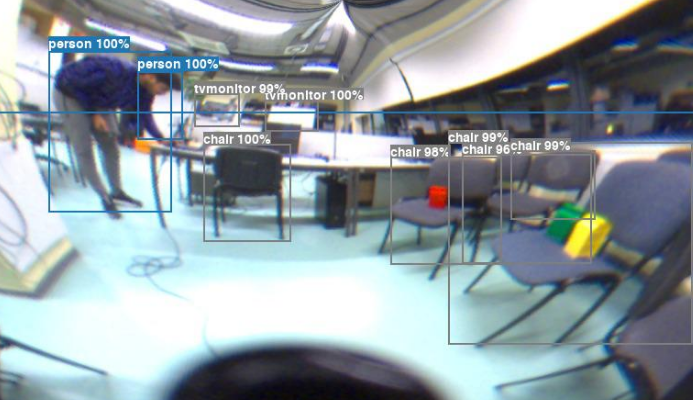 person 100%
person 100%
tvmonitor 99%
tvmonitor 100%
chair 100%
chair 98%
chair 99%
chair 96%
chair 99%